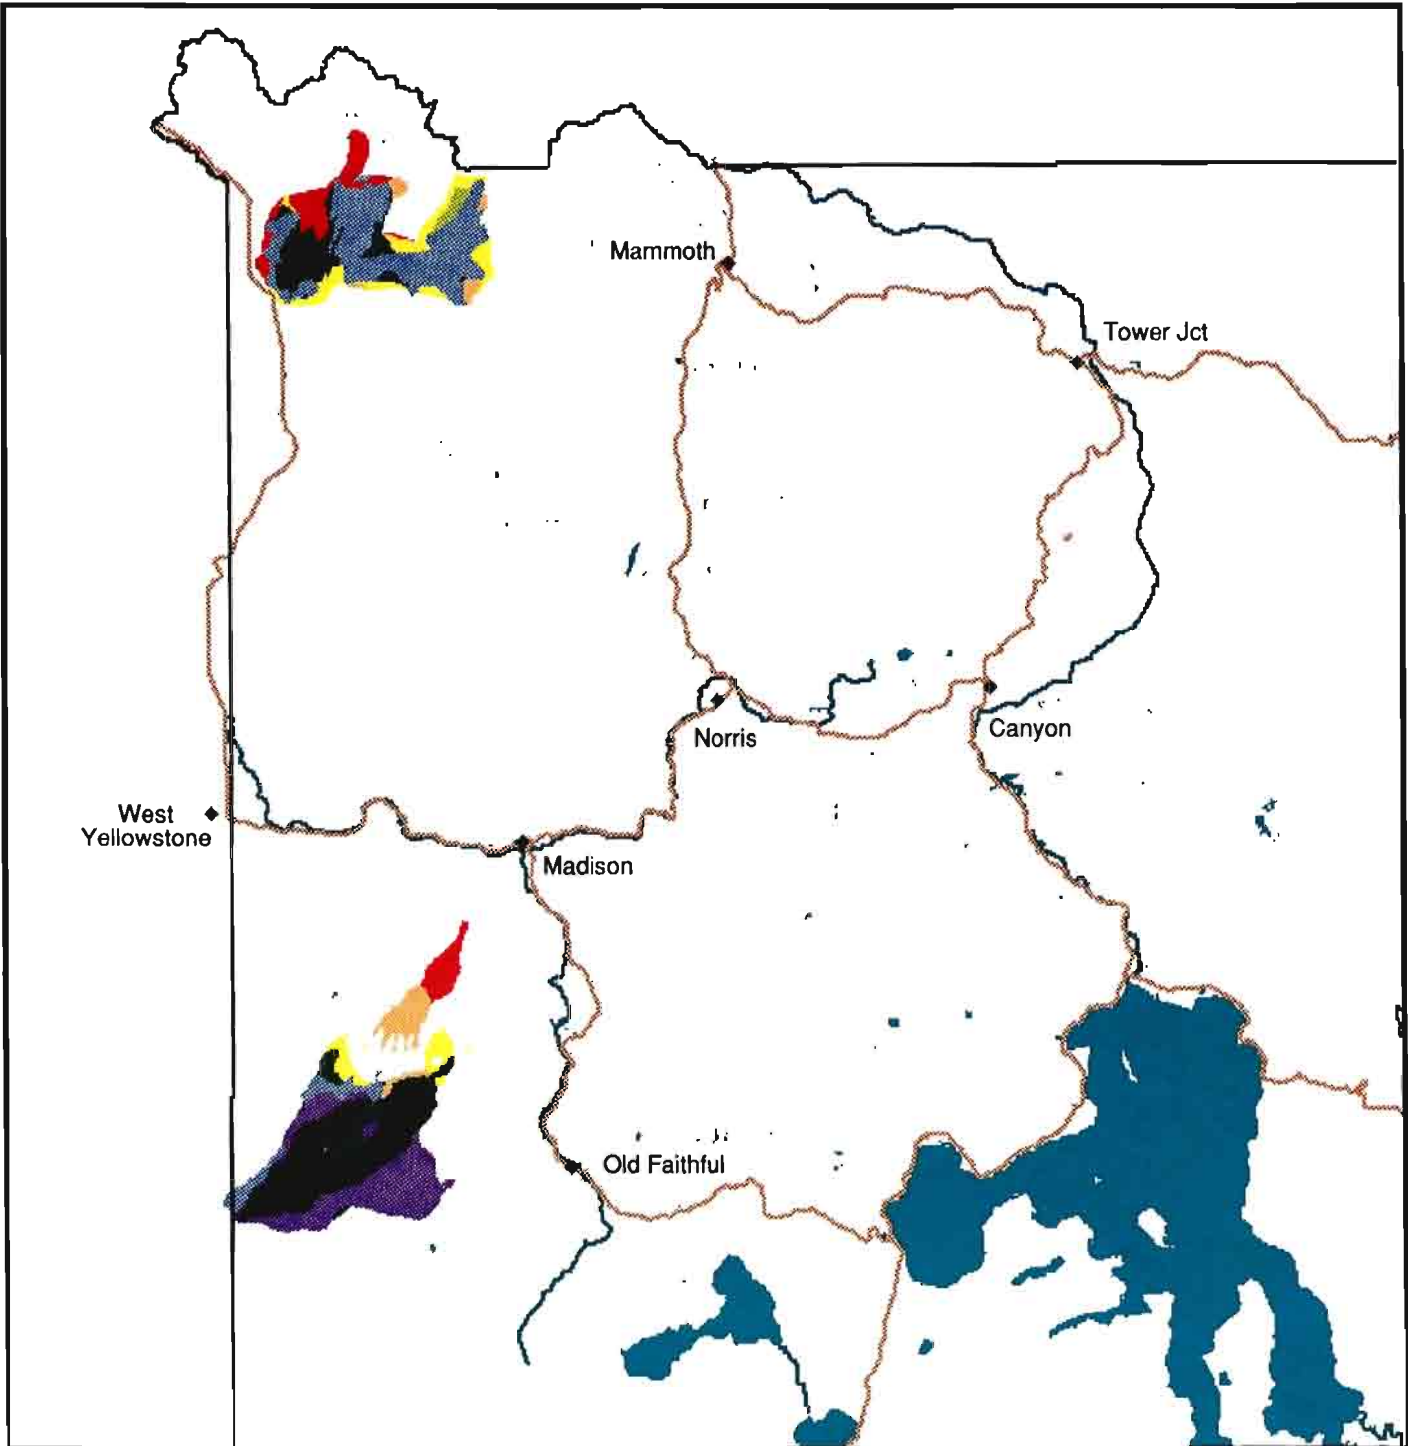 Mammoth
Tower Jct
Norris
Canyon
West
Yellowstone
Madison
Old Faithful